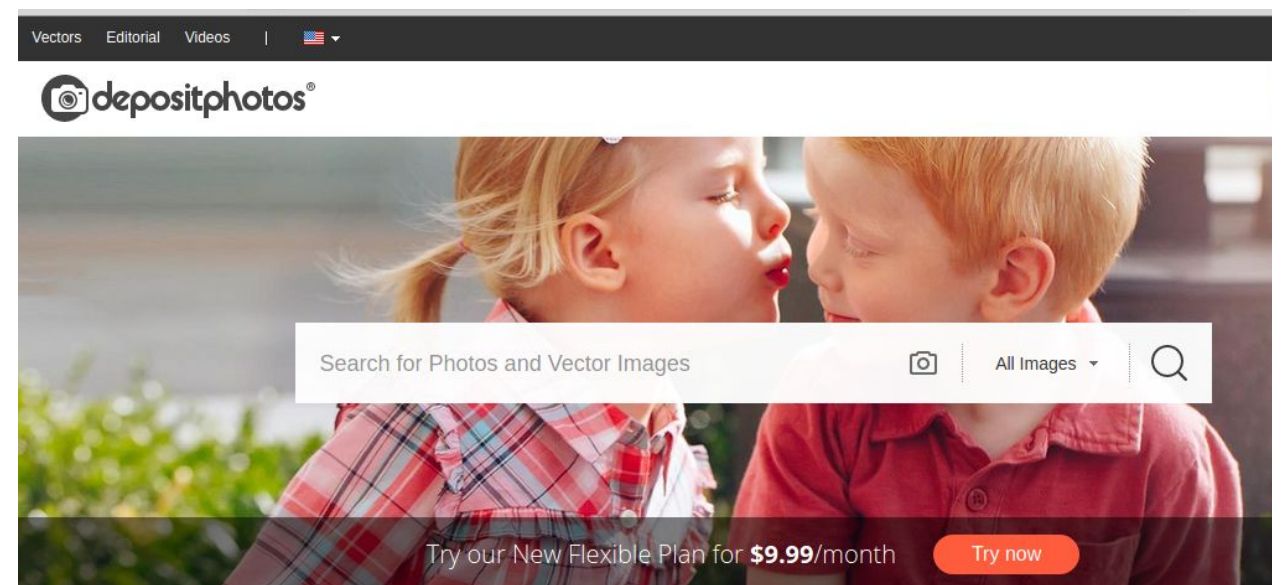 Vectors Editorial Videos |
depositphotos®
Search for Photos and Vector Images All Images
Try our New Flexible Plan for $9.99/month Try now